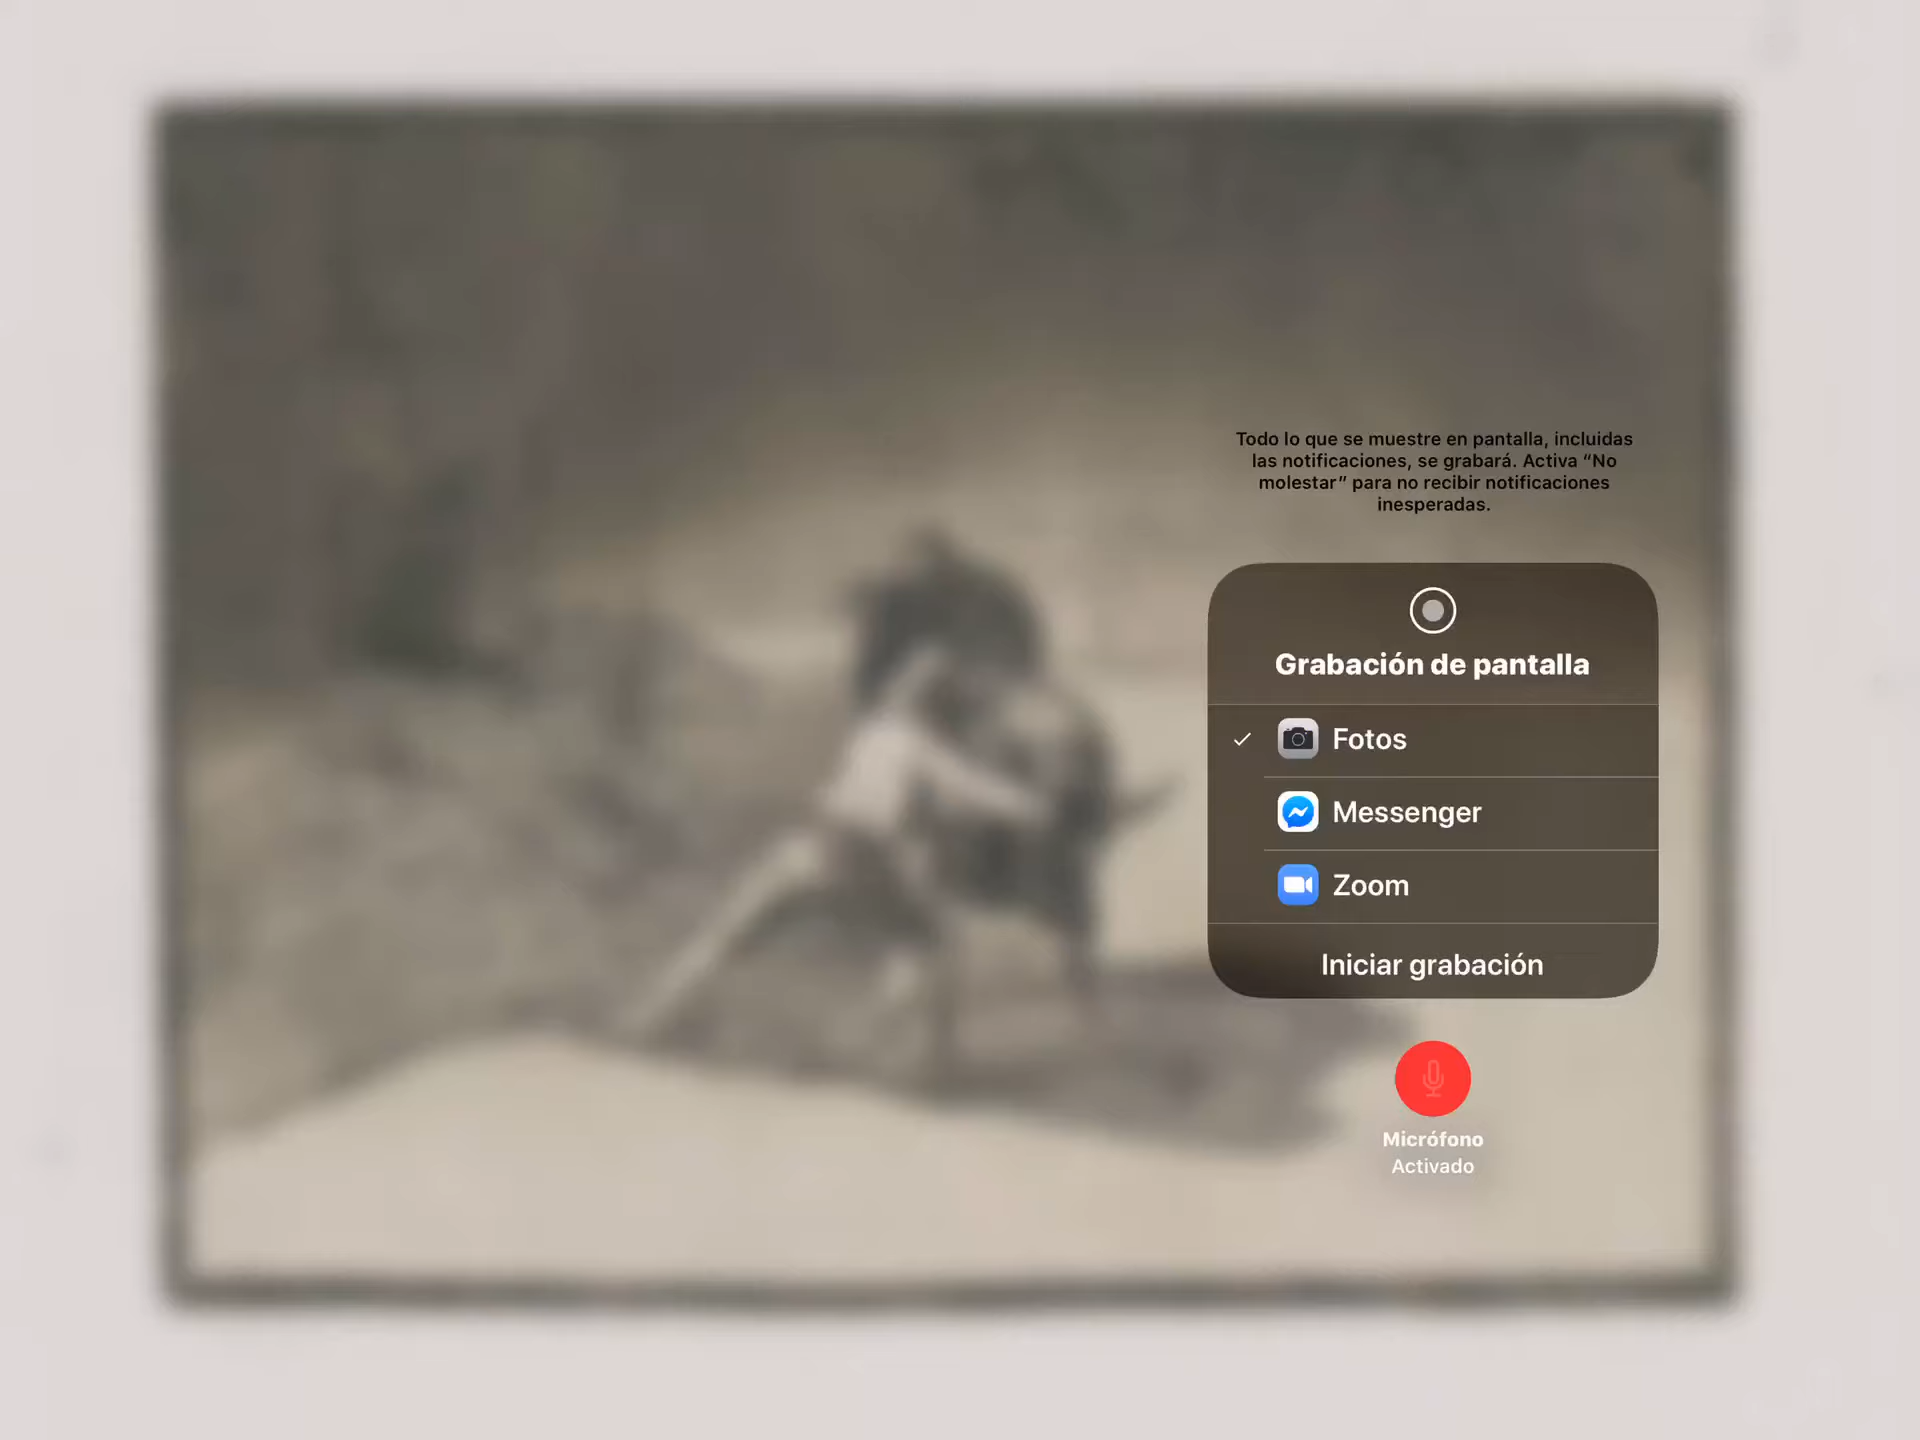 Todo lo que se muestre en pantalla, incluidas
las notificaciones, se grabará. Activa “No
molestar” para no recibir notificaciones
inesperadas.
Grabación de pantalla
Fotos
Messenger
Zoom
Iniciar grabación
Micrófono
Activado